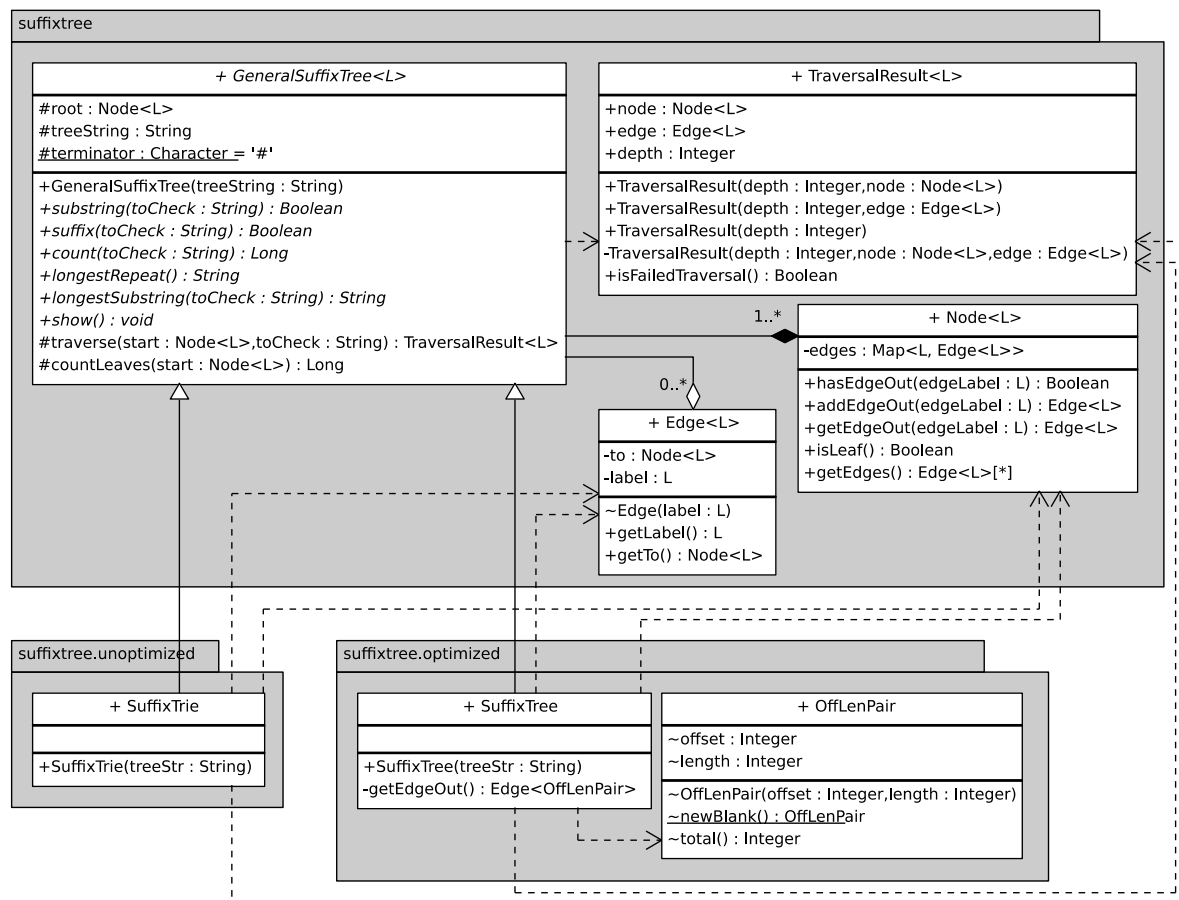 suffixtree
+ GeneralSuffixTree<L>
#root : Node<L>
#treeString : String
#terminator : Character = '#'
+GeneralSuffixTree(treeString : String)
+substring(toCheck : String) : Boolean
+suffix(toCheck : String) : Boolean
+count(toCheck : String) : Long
+longestRepeat() : String
+longestSubstring(toCheck : String) : String
+show() : void
#traverse(start : Node<L>,toCheck : String) : TraversalResult<L>
#countLeaves(start : Node<L>) : Long
+ TraversalResult<L>
+node : Node<L>
+edge : Edge<L>
+depth : Integer
+TraversalResult(depth : Integer,node : Node<L>)
+TraversalResult(depth : Integer,edge : Edge<L>)
+TraversalResult(depth : Integer)
-TraversalResult(depth : Integer,node : Node<L>,edge : Edge<L>)
+isFailedTraversal() : Boolean
1..*
+ Node<L>
-edges : Map<L, Edge<L>>
+hasEdgeOut(edgeLabel : L) : Boolean
+addEdgeOut(edgeLabel : L) : Edge<L>
+getEdgeOut(edgeLabel : L) : Edge<L>
+isLeaf() : Boolean
+getEdges() : Edge<L>[*]
0..*
+ Edge<L>
-to : Node<L>
-label : L
~Edge(label : L)
+getLabel() : L
+getTo() : Node<L>
suffixtree.unoptimized
+ SuffixTrie
+SuffixTrie(treeStr : String)
suffixtree.optimized
+ SuffixTree
+SuffixTree(treeStr : String)
-getEdgeOut() : Edge<OffLenPair>
+ OffLenPair
~offset : Integer
~length : Integer
~OffLenPair(offset : Integer,length : Integer)
~newBlank() : OffLenPair
~total() : Integer